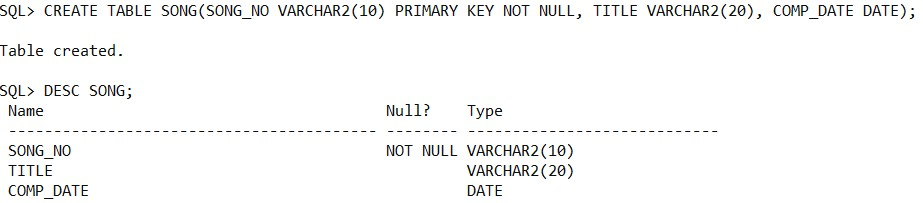 SQL> CREATE TABLE SONG(SONG_NO VARCHAR2(10) PRIMARY KEY NOT NULL, TITLE VARCHAR2(20), COMP_DATE DATE);
Table created.
SQL> DESC SONG;
Name Null? Type
----------------------------------------- -------- ----------------------------
SONG_NO NOT NULL VARCHAR2(10)
TITLE VARCHAR2(20)
COMP_DATE DATE